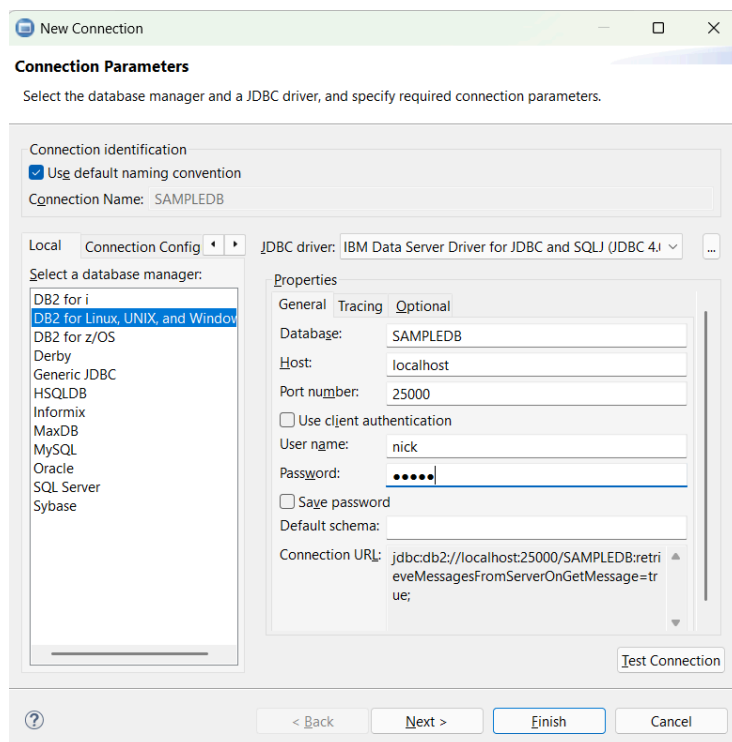 New Connection
Connection Parameters
Select the database manager and a JDBC driver, and specify required connection parameters.
Connection identification
Use default naming convention
Connection Name: SAMPLEDB
Local Connection Config
Select a database manager:
DB2 for i
DB2 for Linux, UNIX, and Window
DB2 for z/OS
Derby
Generic JDBC
HSQLDB
Informix
MaxDB
MySQL
Oracle
SQL Server
Sybase
JDBC driver: IBM Data Server Driver for JDBC and SQLJ (JDBC 4.
...
Properties
General Tracing Optional
Database: SAMPLEDB
Host: localhost
Port number: 25000
Use client authentication
User name: nick
Password: ●●●●●
Save password
Default schema:
Connection URL: jdbc:db2://localhost:25000/SAMPLEDB:retri
eveMessagesFromServerOnGetMessage=tr
ue;
Test Connection
? < Back Next > Finish Cancel